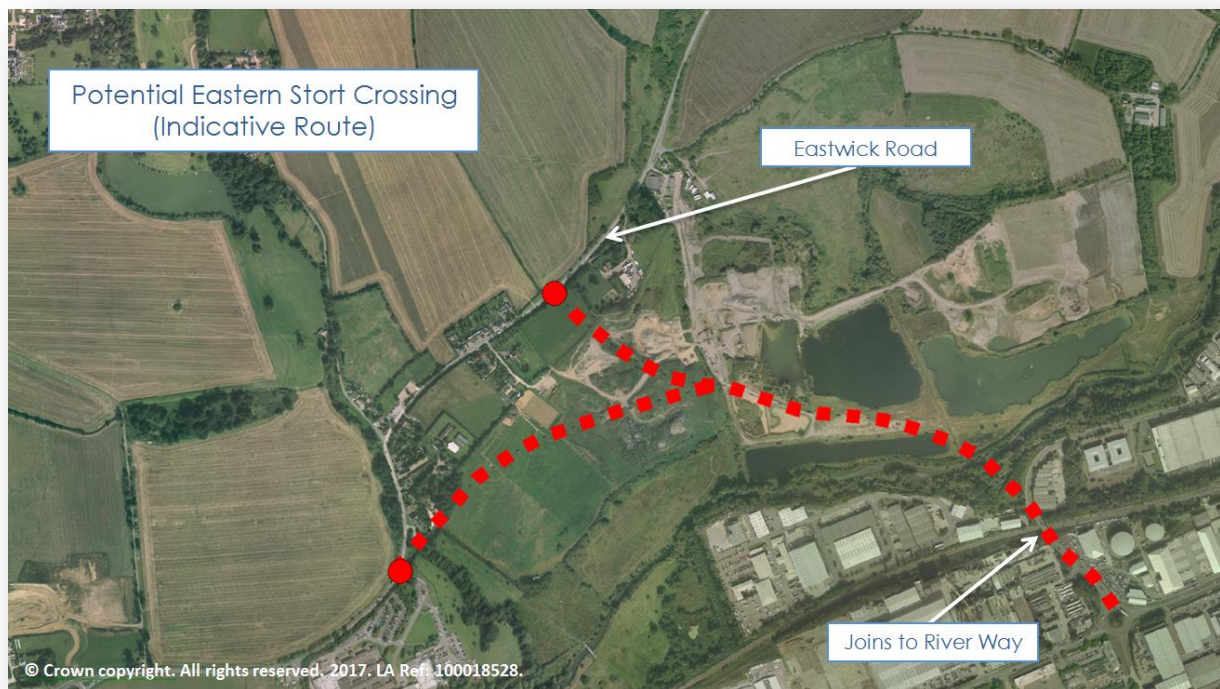 Potential Eastern Stort Crossing
(Indicative Route)
Eastwick Road
Joins to River Way
© Crown copyright. All rights reserved. 2017. LA Ref: 100018528.